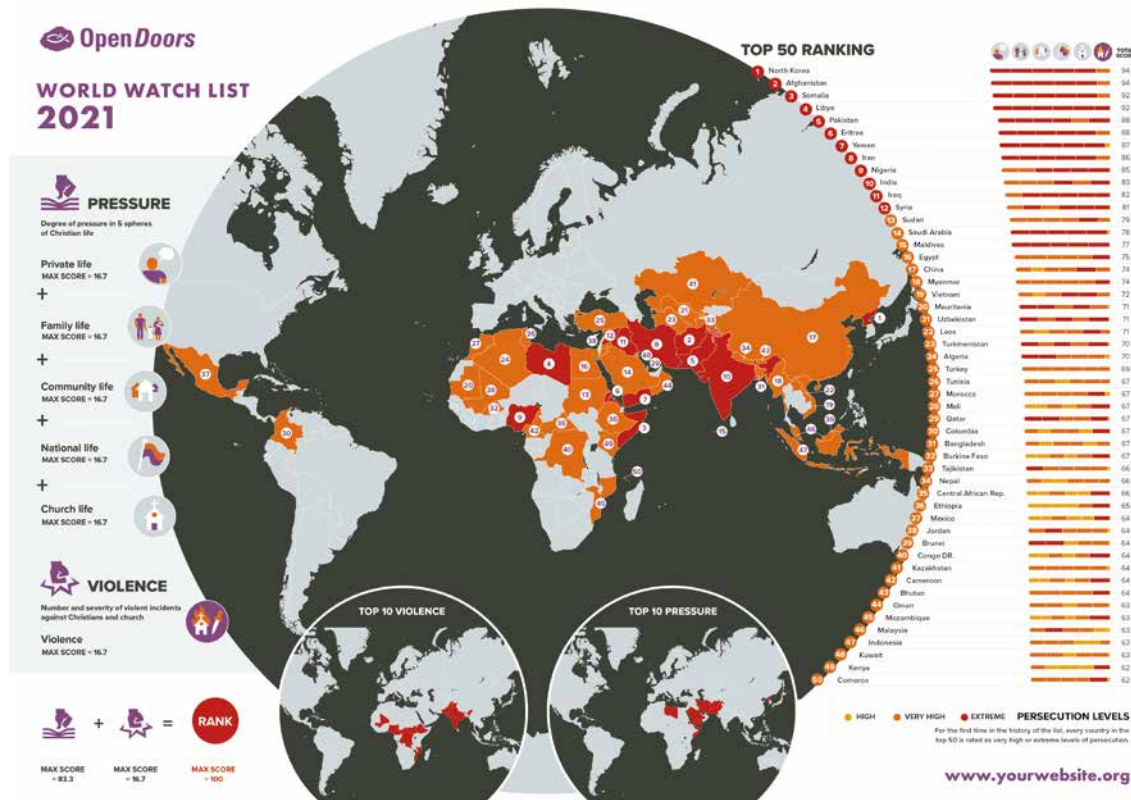 Open Doors
WORLD WATCH LIST
2021
PRESSURE
Degree of pressure in 5 spheres
of Christian life
Private life
MAX SCORE = 16.7
+
Family life
MAX SCORE = 16.7
+
Community life
MAX SCORE = 16.7
+
National life
MAX SCORE = 16.7
+
Church life
MAX SCORE = 16.7
VIOLENCE
Number and severity of violent incidents
against Christians and church
Violence
MAX SCORE = 16.7
+ = RANK
MAX SCORE
= 83.3
MAX SCORE
= 16.7
MAX SCORE
= 100
TOP 10 VIOLENCE
TOP 10 PRESSURE
TOP 50 RANKING
TOTAL
SCORE
1 North Korea 94
2 Afghanistan 94
3 Somalia 92
4 Libya 92
5 Pakistan 88
6 Eritrea 88
7 Yemen 87
8 Iran 86
9 Nigeria 85
10 India 83
11 Iraq 82
12 Syria 81
13 Sudan 79
14 Saudi Arabia 78
15 Maldives 77
16 Egypt 75
17 China 74
18 Myanmar 74
19 Vietnam 72
20 Mauritania 71
21 Uzbekistan 71
22 Laos 71
23 Turkmenistan 70
24 Algeria 70
25 Turkey 69
26 Tunisia 67
27 Morocco 67
28 Mali 67
29 Qatar 67
30 Colombia 67
31 Bangladesh 67
32 Burkina Faso 67
33 Tajikistan 66
34 Nepal 66
35 Central African Rep. 66
36 Ethiopia 65
37 Mexico 64
38 Jordan 64
39 Brunei 64
40 Congo DR. 64
41 Kazakhstan 64
42 Cameroon 64
43 Bhutan 64
44 Oman 63
45 Mozambique 63
46 Malaysia 63
47 Indonesia 63
48 Kuwait 63
49 Kenya 62
50 Comoros 62
HIGH VERY HIGH EXTREME PERSECUTION LEVELS
For the first time in the history of the list, every country in the
top 50 is rated as very high or extreme levels of persecution.
www.yourwebsite.org